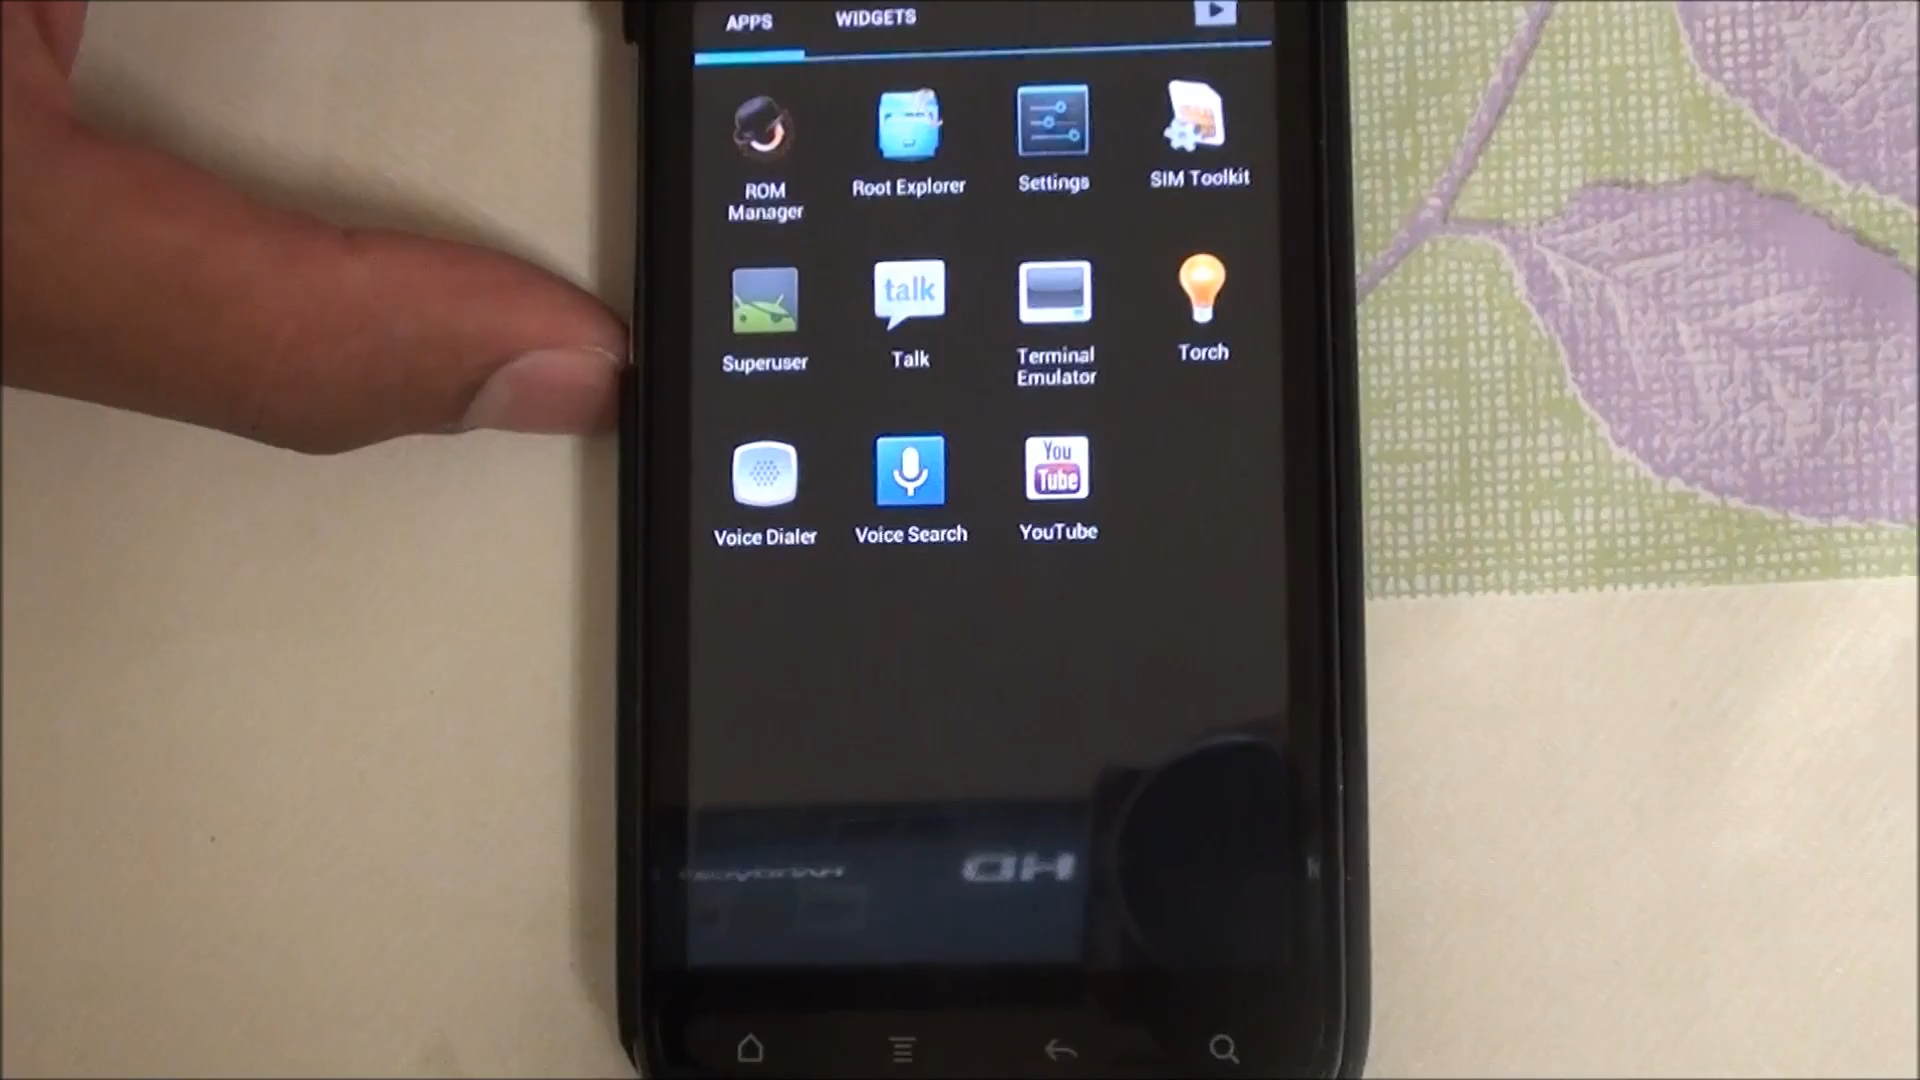 APPS WIDGETS
ROM
Manager
Root Explorer
Settings
SIM Toolkit
Superuser
talk
Talk
Terminal
Emulator
Torch
Voice Dialer
Voice Search
You
Tube
YouTube
HD